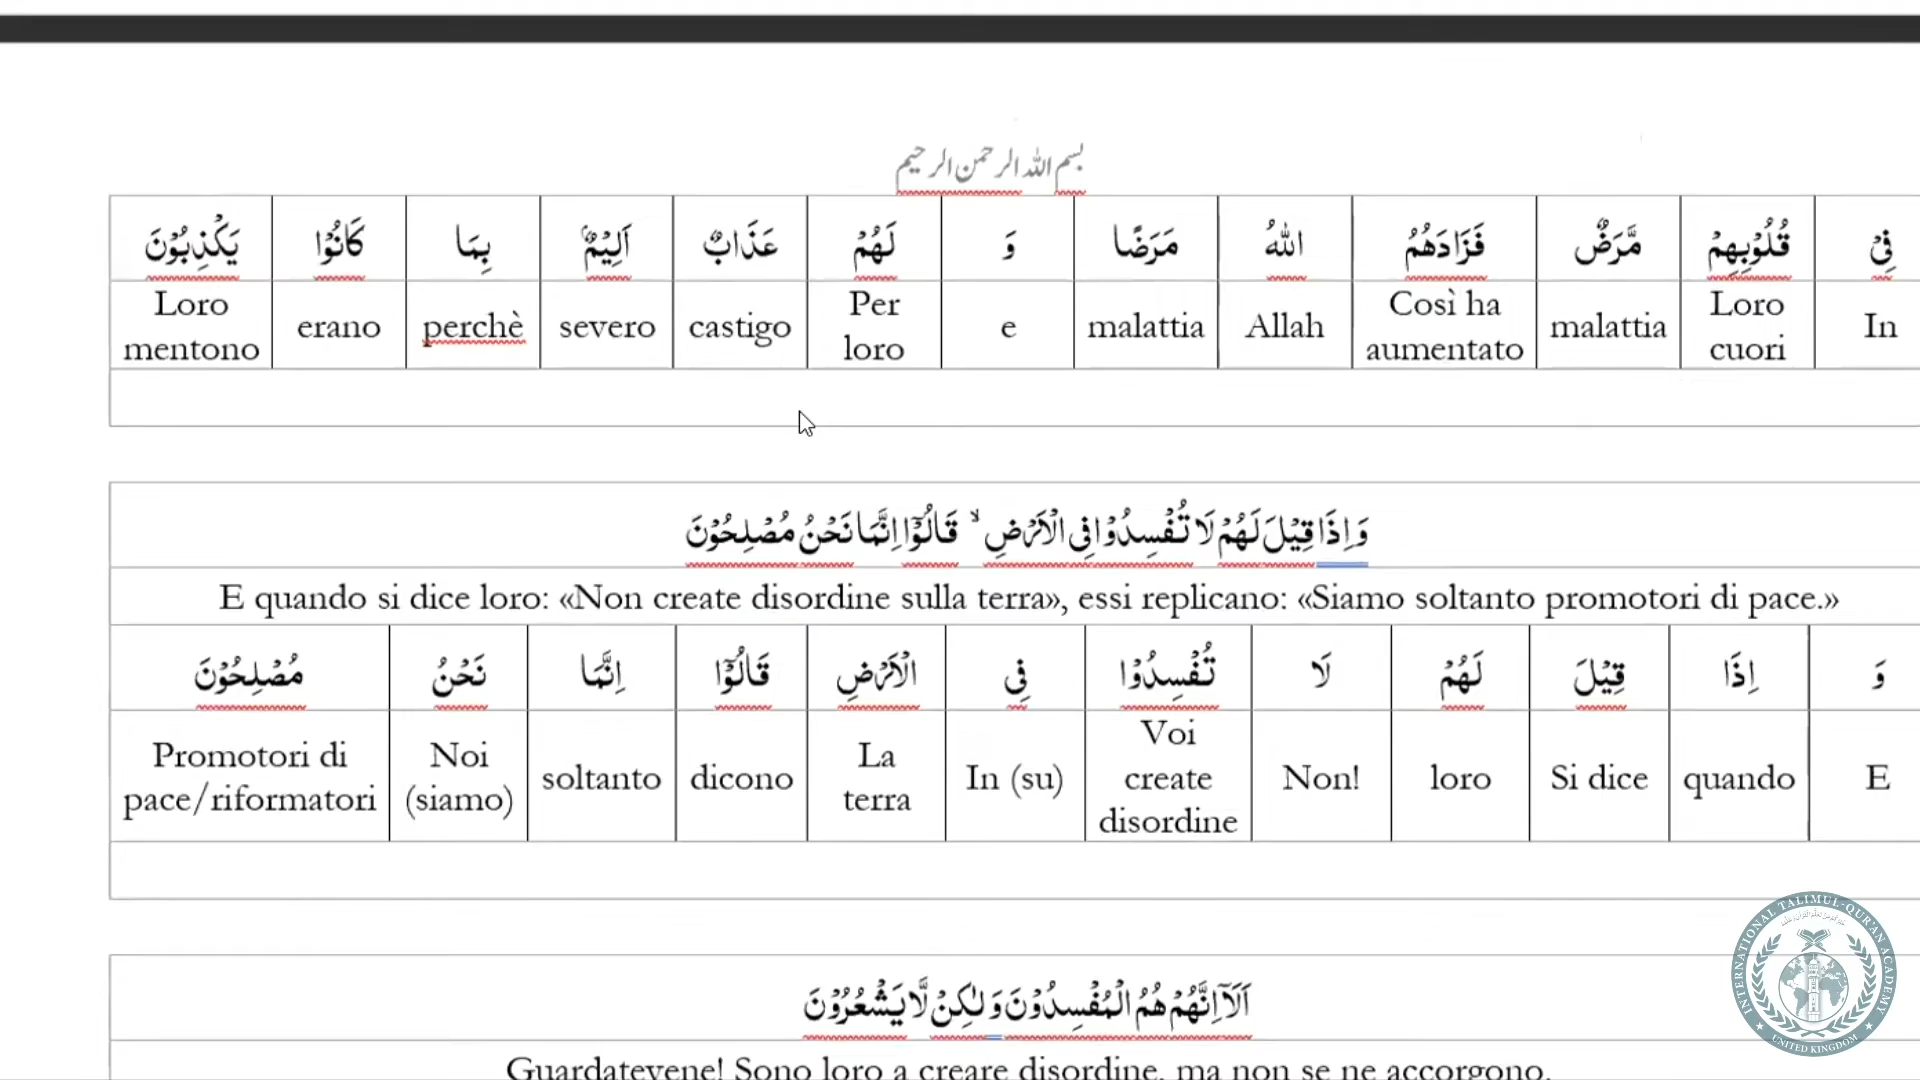 بسم الله الرحمن الرحيم
فِیْ قُلُوْبِهِمْ مَّرَضٌ فَزَادَهُمُ اللّٰهُ مَرَضًا وَ لَهُمْ عَذَابٌ اَلِیْمٌۢ بِمَا كَانُوْا یَكْذِبُوْنَ
In Loro cuori malattia Così ha aumentato Allah malattia e Per loro castigo severo perchè erano Loro mentono
وَ اِذَا قِیْلَ لَهُمْ لَا تُفْسِدُوْا فِی الْاَرْضِ ۙ قَالُوْۤا اِنَّمَا نَحْنُ مُصْلِحُوْنَ
E quando si dice loro: «Non create disordine sulla terra», essi replicano: «Siamo soltanto promotori di pace.»
وَ اِذَا قِیْلَ لَهُمْ لَا تُفْسِدُوْا فِی الْاَرْضِ قَالُوْۤا اِنَّمَا نَحْنُ مُصْلِحُوْنَ
E quando Si dice loro Non! Voi create disordine In (su) La terra dicono soltanto Noi (siamo) Promotori di pace/riformatori
اَلَاۤ اِنَّهُمْ هُمُ الْمُفْسِدُوْنَ وَ لٰكِنْ لَّا یَشْعُرُوْنَ
Guardatevene! Sono loro a creare disordine, ma non se ne accorgono.
INTERNATIONAL TALIMUL-QUR'AN ACADEMY
UNITED KINGDOM